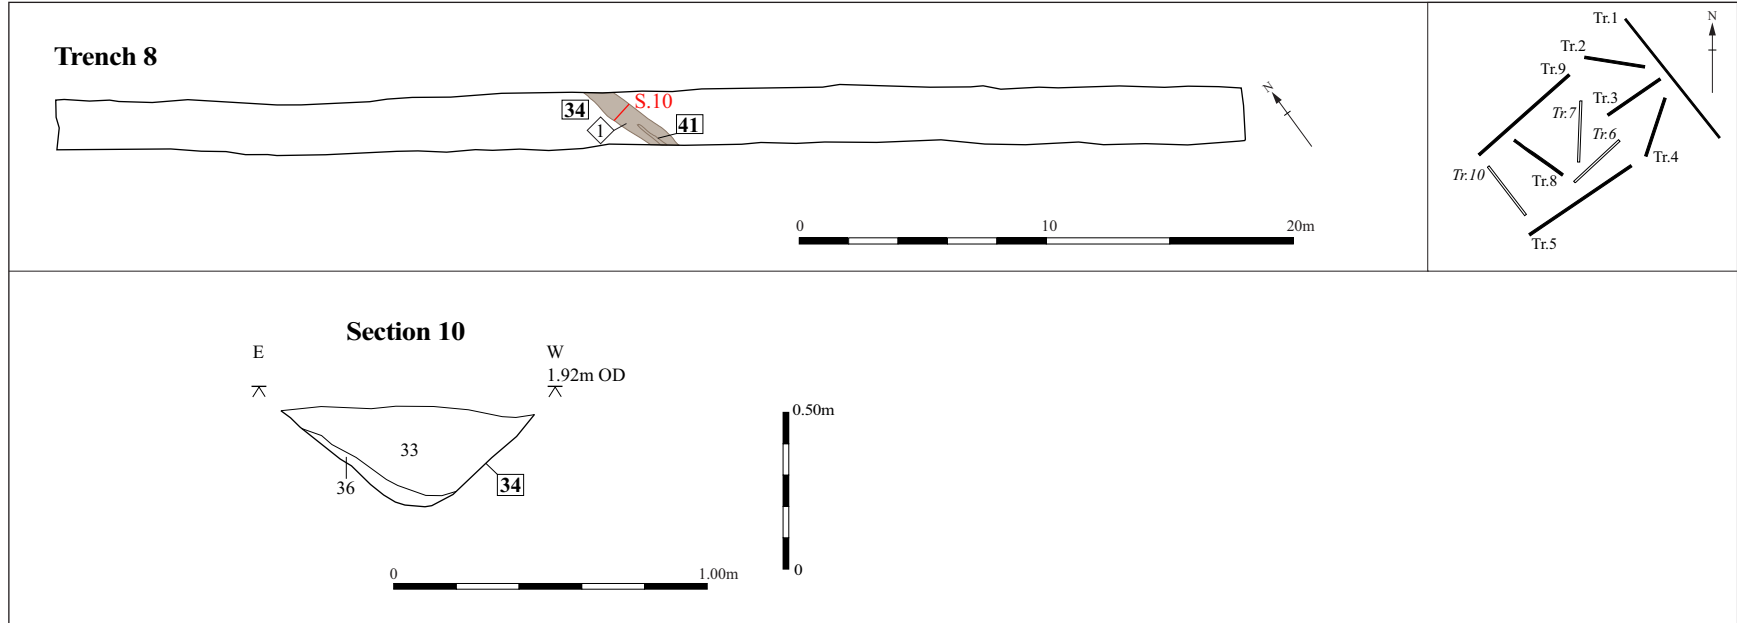 Trench 8
34
S.10
1
41
N
0
10
20m
Tr.1
N
Tr.2
Tr.9
Tr.3
Tr.7
Tr.6
Tr.4
Tr.10
Tr.8
Tr.5
Section 10
E
W
1.92m OD
33
36
34
0.50m
0
0
1.00m